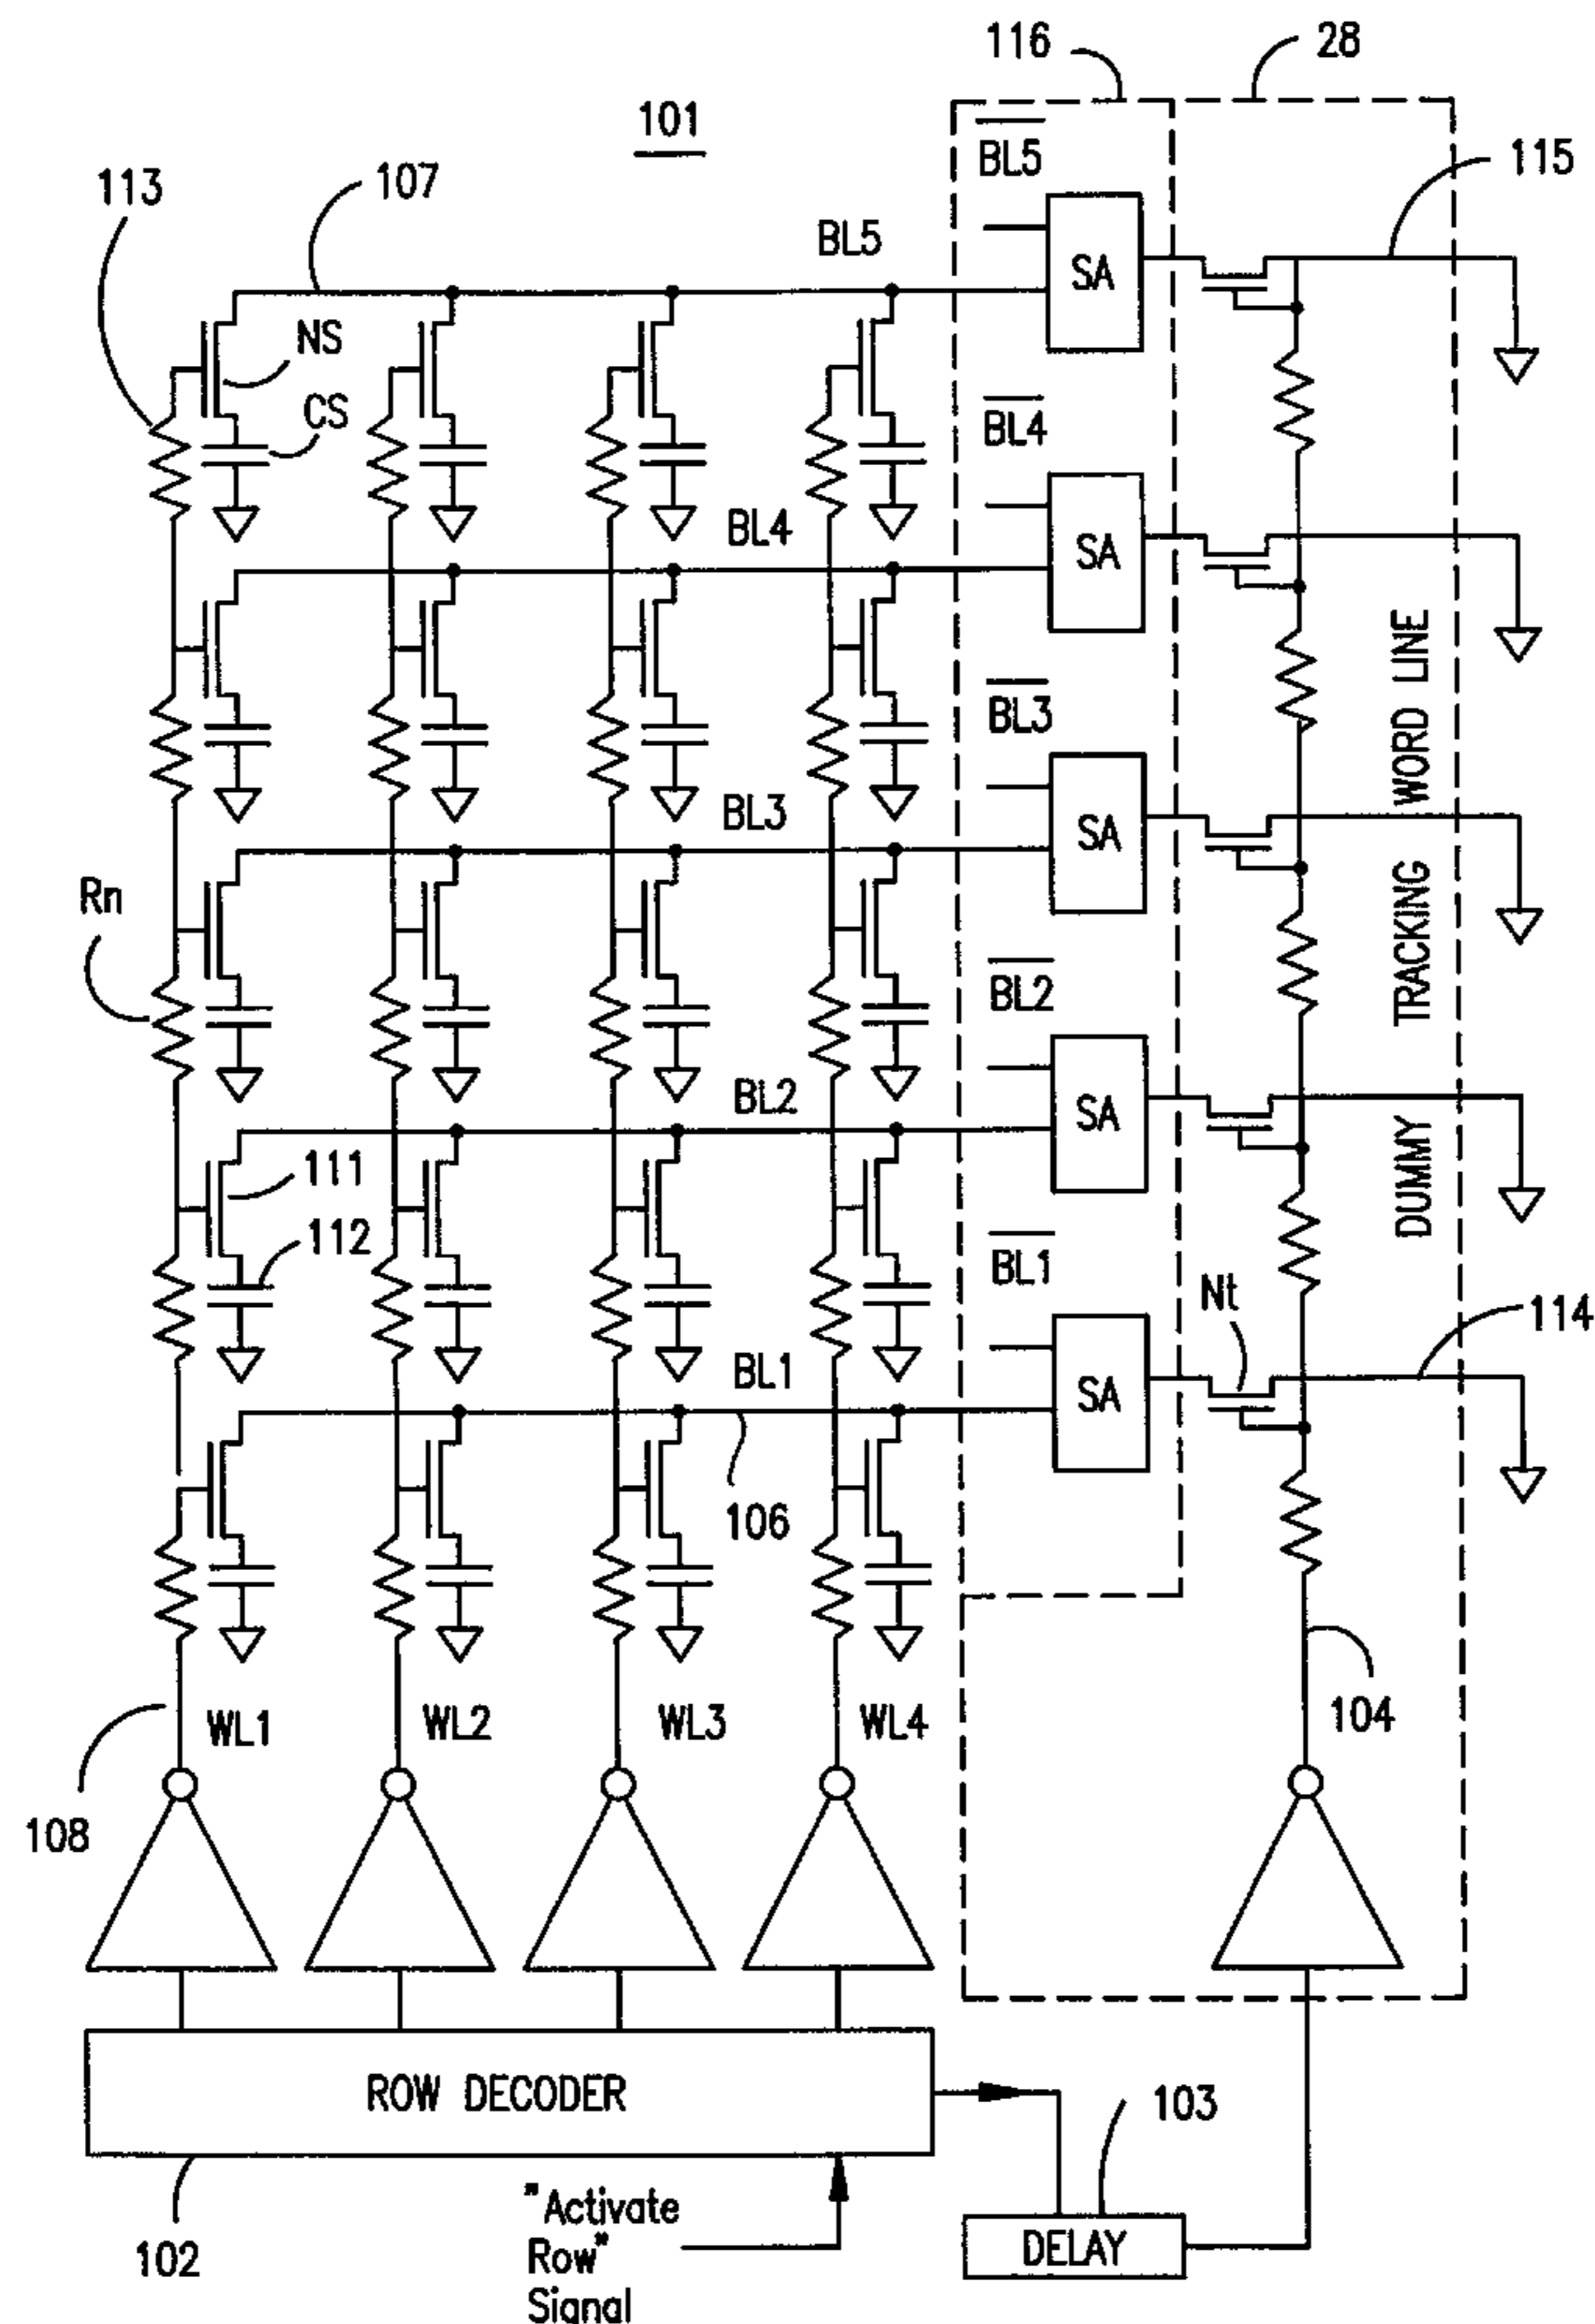 116
28
101
BL5
113
107
115
BL5
SA
NS
CS
BL4
BL4
SA
WORD LINE
BL3
Rn
BL3
SA
TRACKING
BL2
BL2
SA
111
DUMMY
112
BL1
Nt
114
BL1
SA
106
104
WL1
WL2
WL3
WL4
108
ROW DECODER
103
"Activate
Row"
Signal
102
DELAY